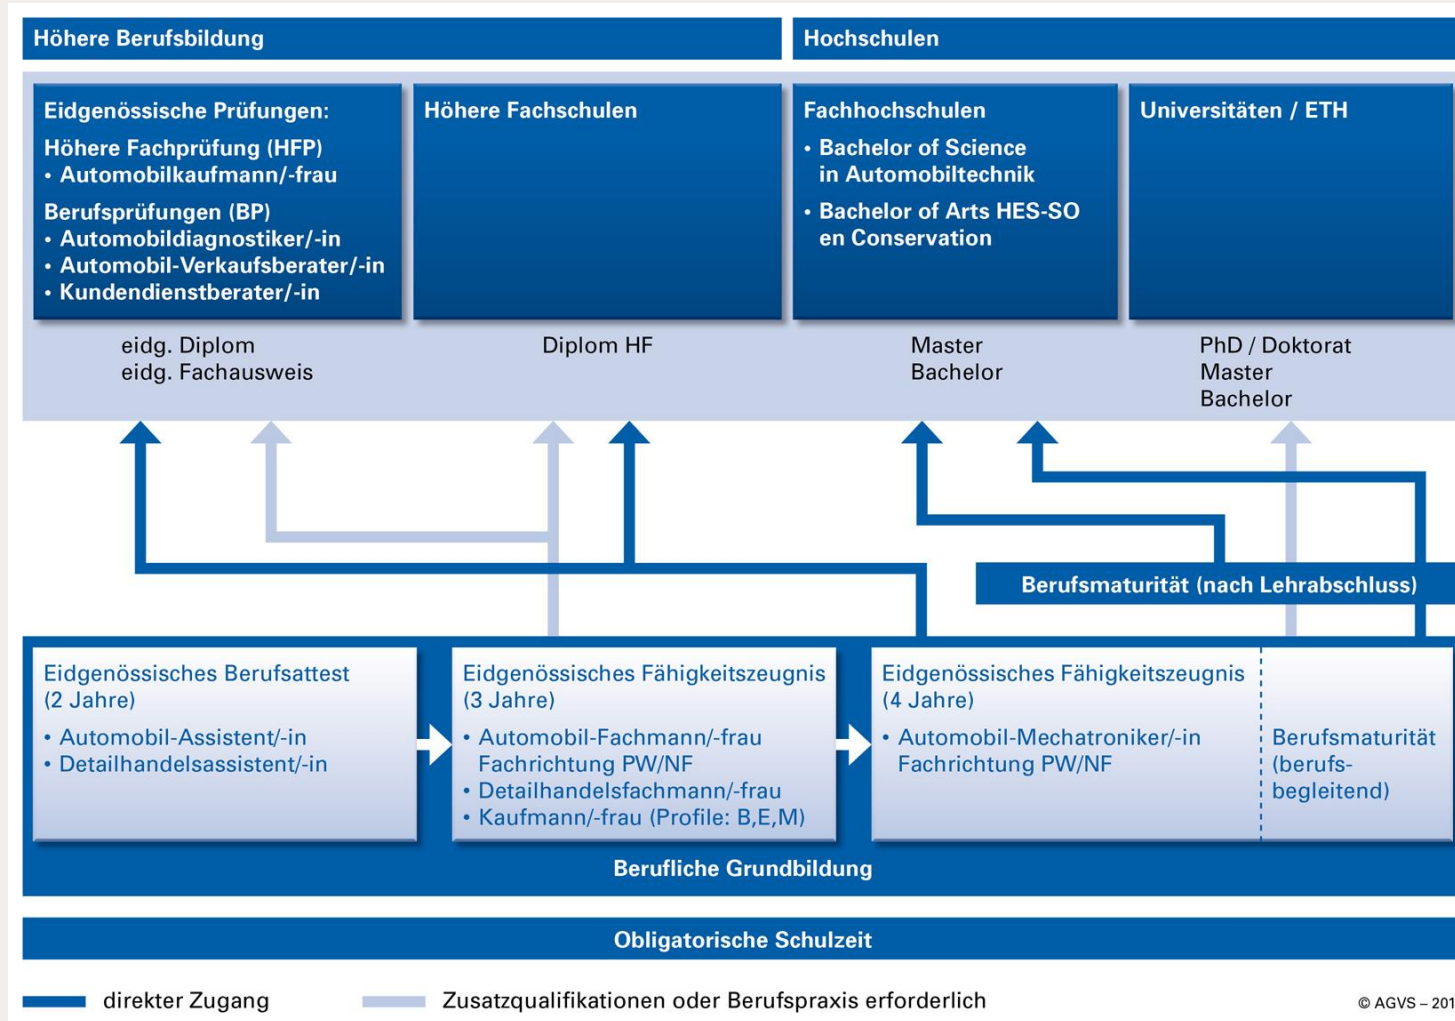 Höhere Berufsbildung
Hochschulen
Eidgenössische Prüfungen:
Höhere Fachprüfung (HFP)
• Automobilkaufmann/-frau
Berufsprüfungen (BP)
• Automobildiagnostiker/-in
• Automobil-Verkaufsberater/-in
• Kundendienstberater/-in
Höhere Fachschulen
Fachhochschulen
• Bachelor of Science
in Automobiltechnik
• Bachelor of Arts HES-SO
en Conservation
Universitäten / ETH
eidg. Diplom
eidg. Fachausweis
Diplom HF
Master
Bachelor
PhD / Doktorat
Master
Bachelor
Berufsmaturität (nach Lehrabschluss)
Eidgenössisches Berufsattest
(2 Jahre)
• Automobil-Assistent/-in
• Detailhandelsassistent/-in
Eidgenössisches Fähigkeitszeugnis
(3 Jahre)
• Automobil-Fachmann/-frau
Fachrichtung PW/NF
• Detailhandelsfachmann/-frau
• Kaufmann/-frau (Profile: B,E,M)
Eidgenössisches Fähigkeitszeugnis
(4 Jahre)
• Automobil-Mechatroniker/-in
Fachrichtung PW/NF
Berufsmaturität
(berufs-
begleitend)
Berufliche Grundbildung
Obligatorische Schulzeit
direkter Zugang
Zusatzqualifikationen oder Berufspraxis erforderlich
© AGVS – 201